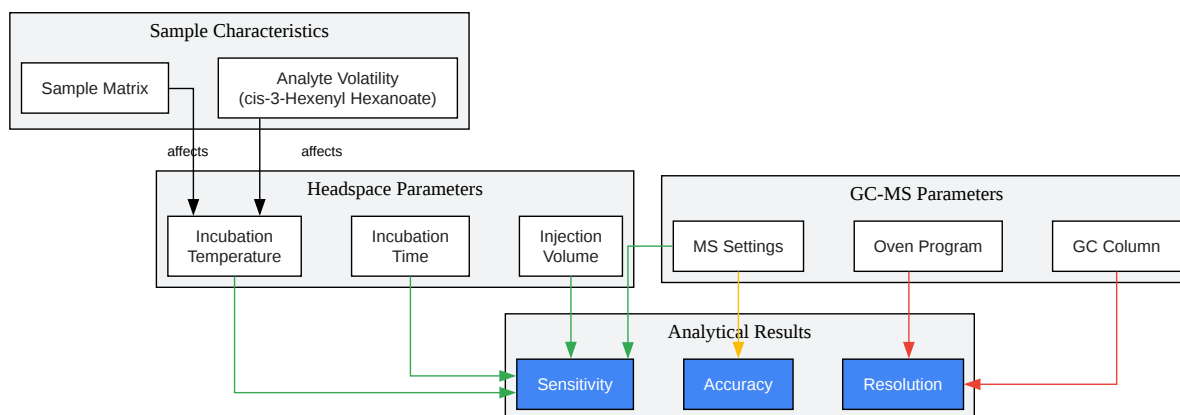 Sample Characteristics
Sample Matrix
Analyte Volatility
(cis-3-Hexenyl Hexanoate)
affects
affects
Headspace Parameters
Incubation
Temperature
Incubation
Time
Injection
Volume
GC-MS Parameters
MS Settings
Oven Program
GC Column
Analytical Results
Sensitivity
Accuracy
Resolution